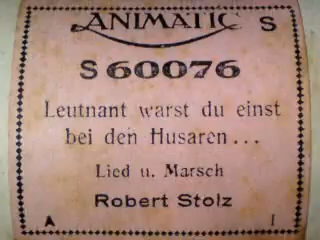 ANIMATIC S
S 60076
Leutnant warst du einst
bei den Husaren...
Lied u. Marsch
Robert Stolz
A I